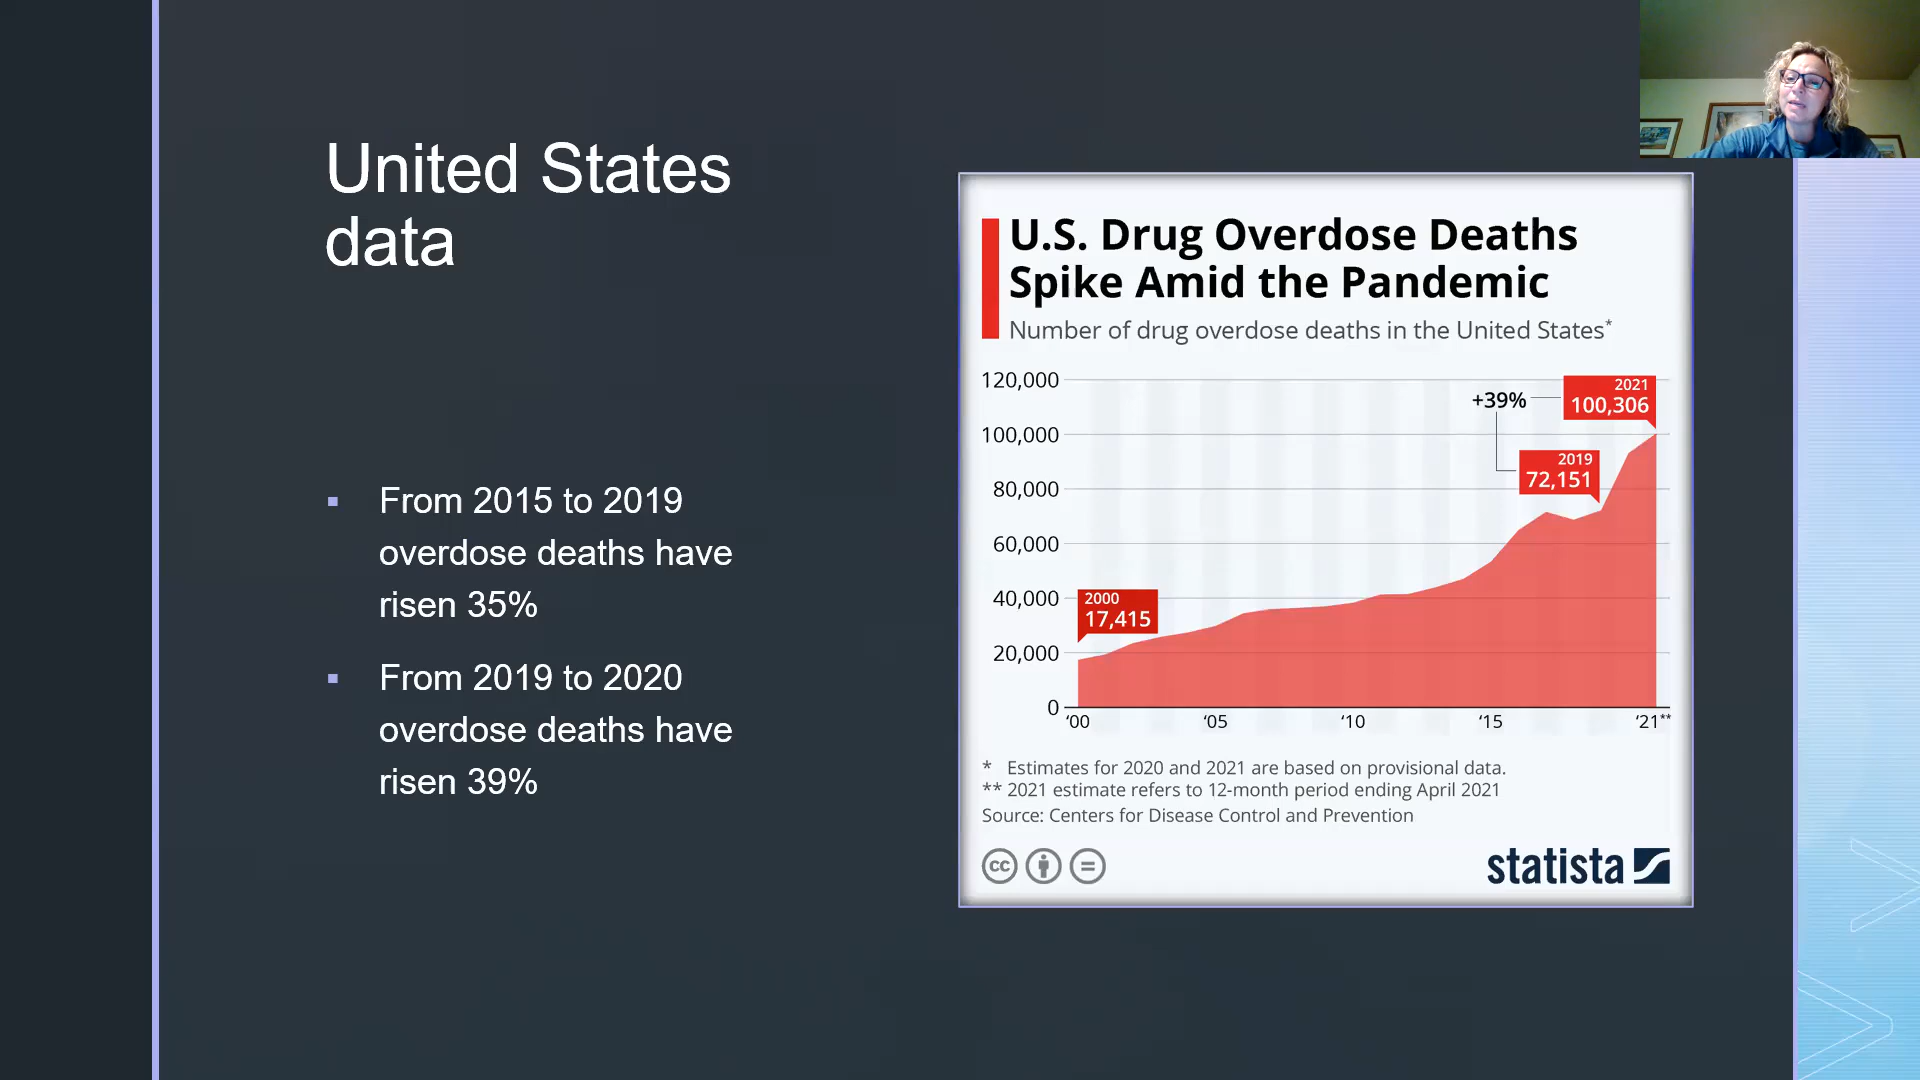 United States
data
▪ From 2015 to 2019
overdose deaths have
risen 35%
▪ From 2019 to 2020
overdose deaths have
risen 39%
U.S. Drug Overdose Deaths
Spike Amid the Pandemic
Number of drug overdose deaths in the United States*
120,000
100,000
80,000
60,000
40,000
20,000
0
+39%
2021
100,306
2019
72,151
2000
17,415
‘00 ‘05 ‘10 ‘15 ‘21**
* Estimates for 2020 and 2021 are based on provisional data.
** 2021 estimate refers to 12-month period ending April 2021
Source: Centers for Disease Control and Prevention
cc
statista